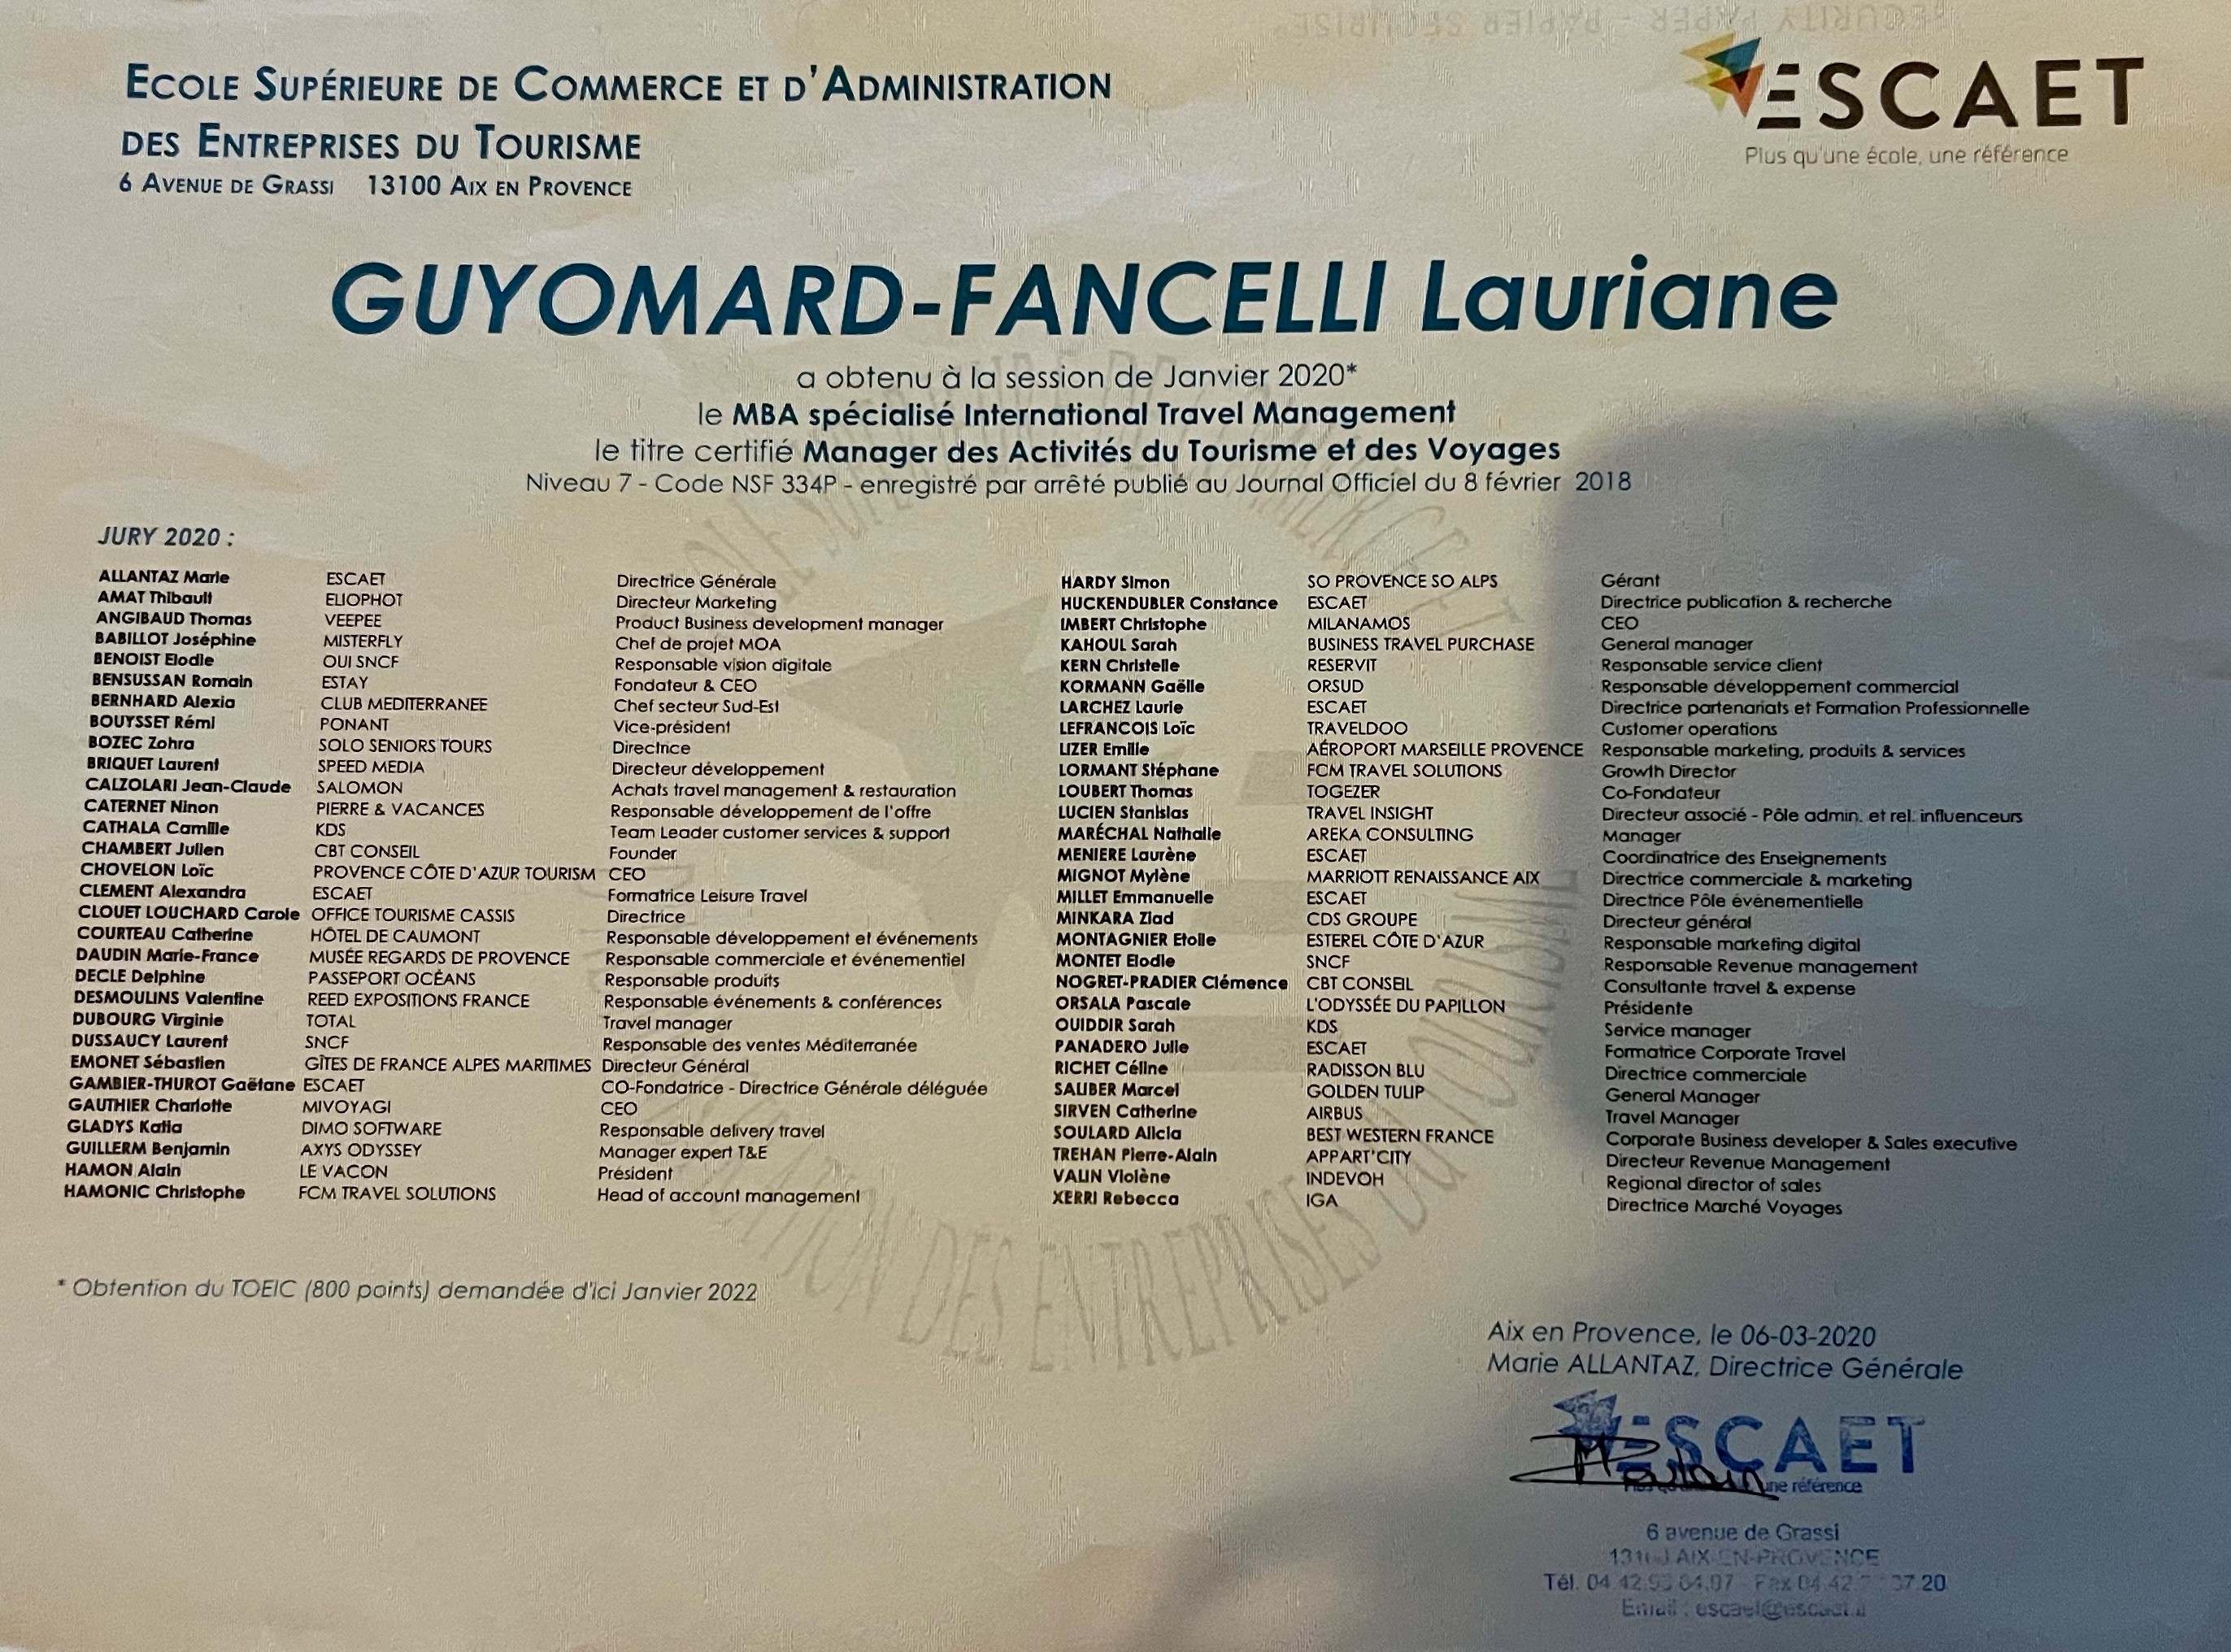 SECURITY PAPER - PAPIER SÉCURISÉ
ECOLE SUPÉRIEURE DE COMMERCE ET D'ADMINISTRATION
DES ENTREPRISES DU TOURISME
6 AVENUE DE GRASSI 13100 AIX EN PROVENCE
ESCAET
Plus qu'une école, une référence
GUYOMARD-FANCELLI Lauriane
a obtenu à la session de Janvier 2020*
le MBA spécialisé International Travel Management
le titre certifié Manager des Activités du Tourisme et des Voyages
Niveau 7 - Code NSF 334P - enregistré par arrêté publié au Journal Officiel du 8 février 2018
JURY 2020 :
ALLANTAZ Marie ESCAET Directrice Générale
AMAT Thibault ELIOPHOT Directeur Marketing
ANGIBAUD Thomas VEEPEE Product Business development manager
BABILLOT Joséphine MISTERFLY Chef de projet MOA
BENOIST Elodie OUI SNCF Responsable vision digitale
BENSUSSAN Romain ESTAY Fondateur & CEO
BERNHARD Alexia CLUB MEDITERRANEE Chef secteur Sud-Est
BOUYSSET Rémi PONANT Vice-président
BOZEC Zohra SOLO SENIORS TOURS Directrice
BRIQUET Laurent SPEED MEDIA Directeur développement
CALZOLARI Jean-Claude SALOMON Achats travel management & restauration
CATERNET Ninon PIERRE & VACANCES Responsable développement de l'offre
CATHALA Camille KDS Team Leader customer services & support
CHAMBERT Julien CBT CONSEIL Founder
CHOVELON Loïc PROVENCE CÔTE D'AZUR TOURISM CEO
CLEMENT Alexandra ESCAET Formatrice Leisure Travel
CLOUET LOUCHARD Carole OFFICE TOURISME CASSIS Directrice
COURTEAU Catherine HÔTEL DE CAUMONT Responsable développement et événements
DAUDIN Marie-France MUSÉE REGARDS DE PROVENCE Responsable commerciale et événementiel
DECLE Delphine PASSEPORT OCÉANS Responsable produits
DESMOULINS Valentine REED EXPOSITIONS FRANCE Responsable événements & conférences
DUBOURG Virginie TOTAL Travel manager
DUSSAUCY Laurent SNCF Responsable des ventes Méditerranée
EMONET Sébastien GÎTES DE FRANCE ALPES MARITIMES Directeur Général
GAMBIER-THUROT Gaëtane ESCAET CO-Fondatrice - Directrice Générale déléguée
GAUTHIER Charlotte MIVOYAGI CEO
GLADYS Katia DIMO SOFTWARE Responsable delivery travel
GUILLERM Benjamin AXYS ODYSSEY Manager expert T&E
HAMON Alain LE VACON Président
HAMONIC Christophe FCM TRAVEL SOLUTIONS Head of account management
HARDY Simon SO PROVENCE SO ALPS Gérant
HUCKENDUBLER Constance ESCAET Directrice publication & recherche
IMBERT Christophe MILANAMOS CEO
KAHOUL Sarah BUSINESS TRAVEL PURCHASE General manager
KERN Christelle RESERVIT Responsable service client
KORMANN Gaëlle ORSUD Responsable développement commercial
LARCHEZ Laurie ESCAET Directrice partenariats et Formation Professionnelle
LEFRANCOIS Loïc TRAVELDOO Customer operations
LIZER Emilie AÉROPORT MARSEILLE PROVENCE Responsable marketing, produits & services
LORMANT Stéphane FCM TRAVEL SOLUTIONS Growth Director
LOUBERT Thomas TOGEZER Co-Fondateur
LUCIEN Stanislas TRAVEL INSIGHT Directeur associé - Pôle admin. et rel. influenceurs
MARÉCHAL Nathalie AREKA CONSULTING Manager
MENIERE Laurène ESCAET Coordinatrice des Enseignements
MIGNOT Mylène MARRIOTT RENAISSANCE AIX Directrice commerciale & marketing
MILLET Emmanuelle ESCAET Directrice Pôle évènementielle
MINKARA Ziad CDS GROUPE Directeur général
MONTAGNIER Etoile ESTEREL CÔTE D'AZUR Responsable marketing digital
MONTET Elodie SNCF Responsable Revenue management
NOGRET-PRADIER Clémence CBT CONSEIL Consultante travel & expense
ORSALA Pascale L'ODYSSÉE DU PAPILLON Présidente
OUIDDIR Sarah KDS Service manager
PANADERO Julie ESCAET Formatrice Corporate Travel
RICHET Céline RADISSON BLU Directrice commerciale
SALIBER Marcel GOLDEN TULIP General Manager
SIRVEN Catherine AIRBUS Travel Manager
SOULARD Alicia BEST WESTERN FRANCE Corporate Business developer & Sales executive
TREHAN Pierre-Alain APPART'CITY Directeur Revenue Management
VALIN Violène INDEVOH Regional director of sales
XERRI Rebecca IGA Directrice Marché Voyages
* Obtention du TOEIC (800 points) demandée d'ici Janvier 2022
Aix en Provence, le 06-03-2020
Marie ALLANTAZ, Directrice Générale
ESCAET
une référence
6 avenue de Grassi
AIX-EN-PROVENCE
Tél. 04.42. Fax 04.42.
Email :